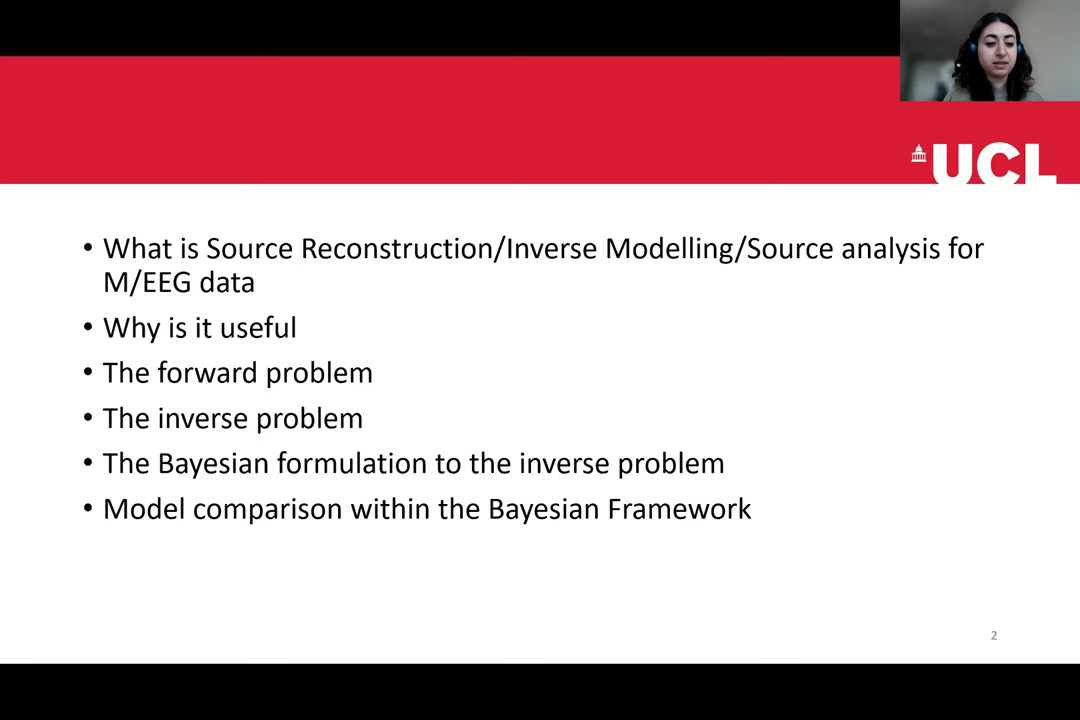 UCL
• What is Source Reconstruction/Inverse Modelling/Source analysis for
M/EEG data
• Why is it useful
• The forward problem
• The inverse problem
• The Bayesian formulation to the inverse problem
• Model comparison within the Bayesian Framework
2